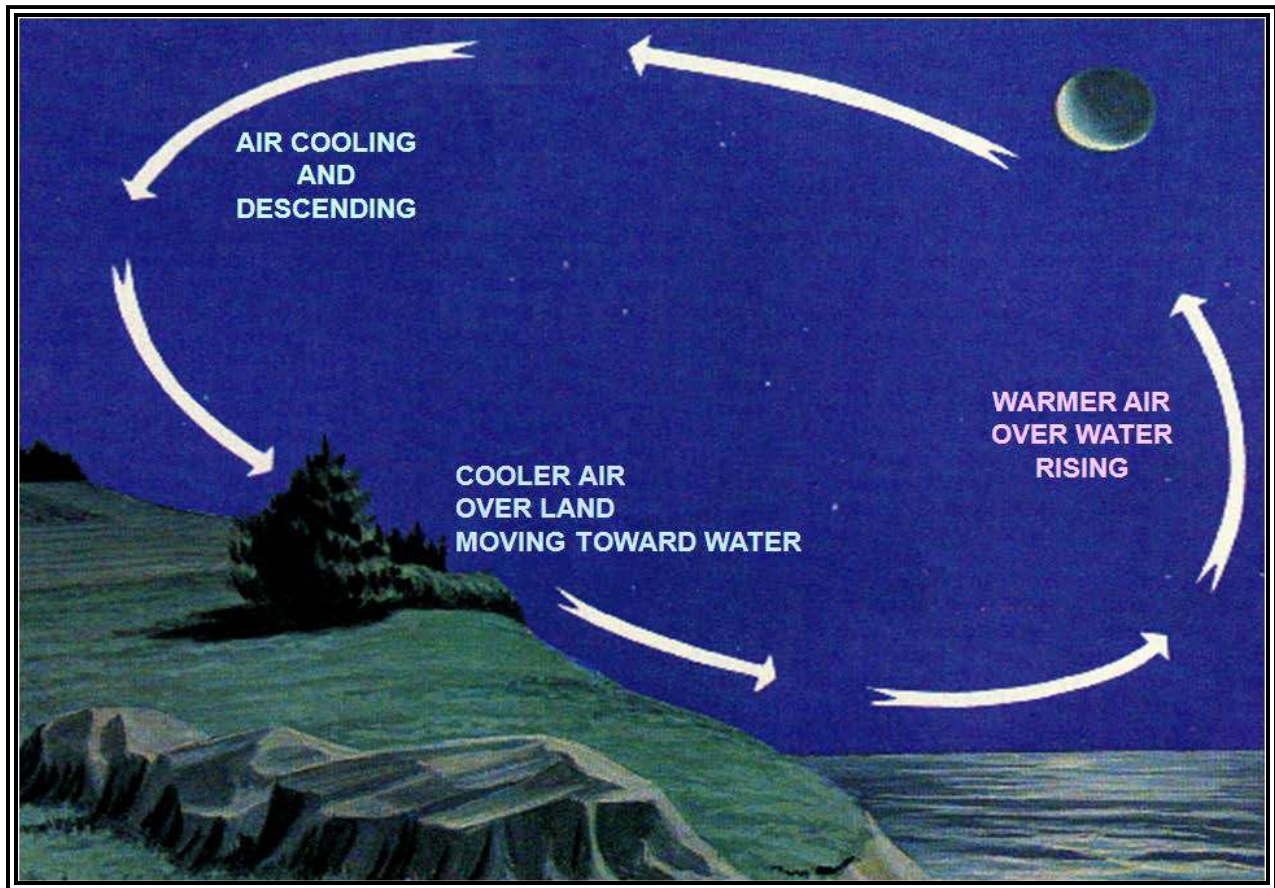 AIR COOLING
AND
DESCENDING
WARMER AIR
OVER WATER
RISING
COOLER AIR
OVER LAND
MOVING TOWARD WATER